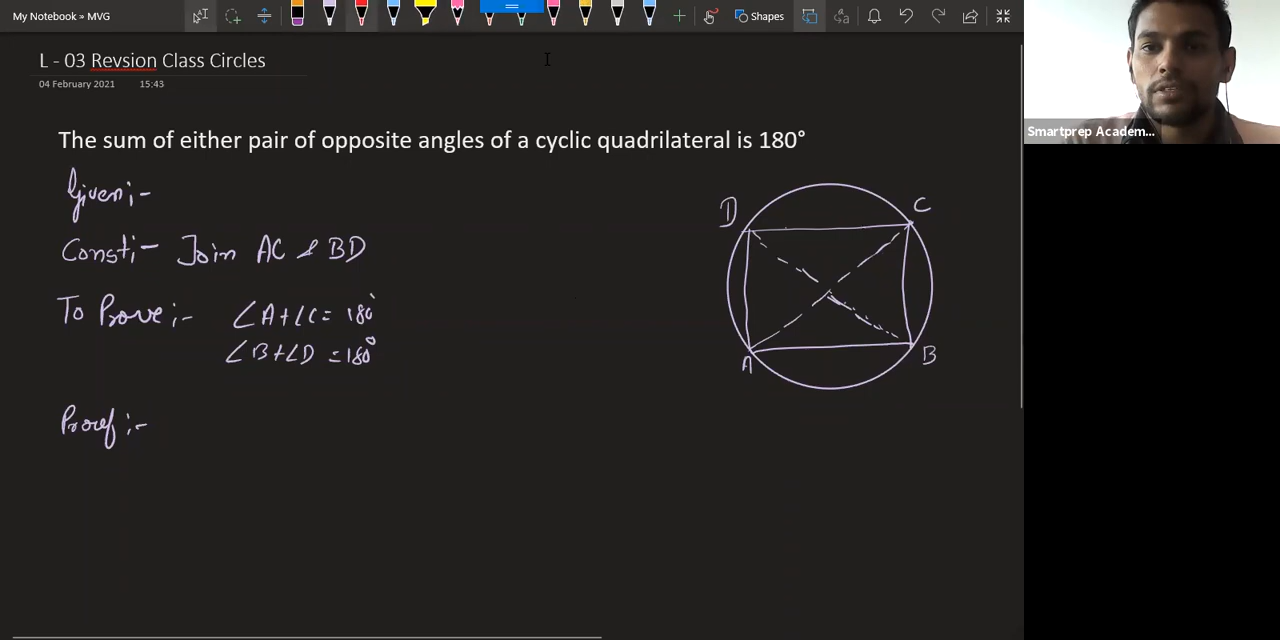 My Notebook » MVG
Shapes
L - 03 Revsion Class Circles
04 February 2021 15:43
Smartprep Academ...
The sum of either pair of opposite angles of a cyclic quadrilateral is 180°
Given:-
Const:- Join AC & BD
To Prove:- ∠A+∠C= 180°
∠B+∠D =180°
Proof:-
D C
A B